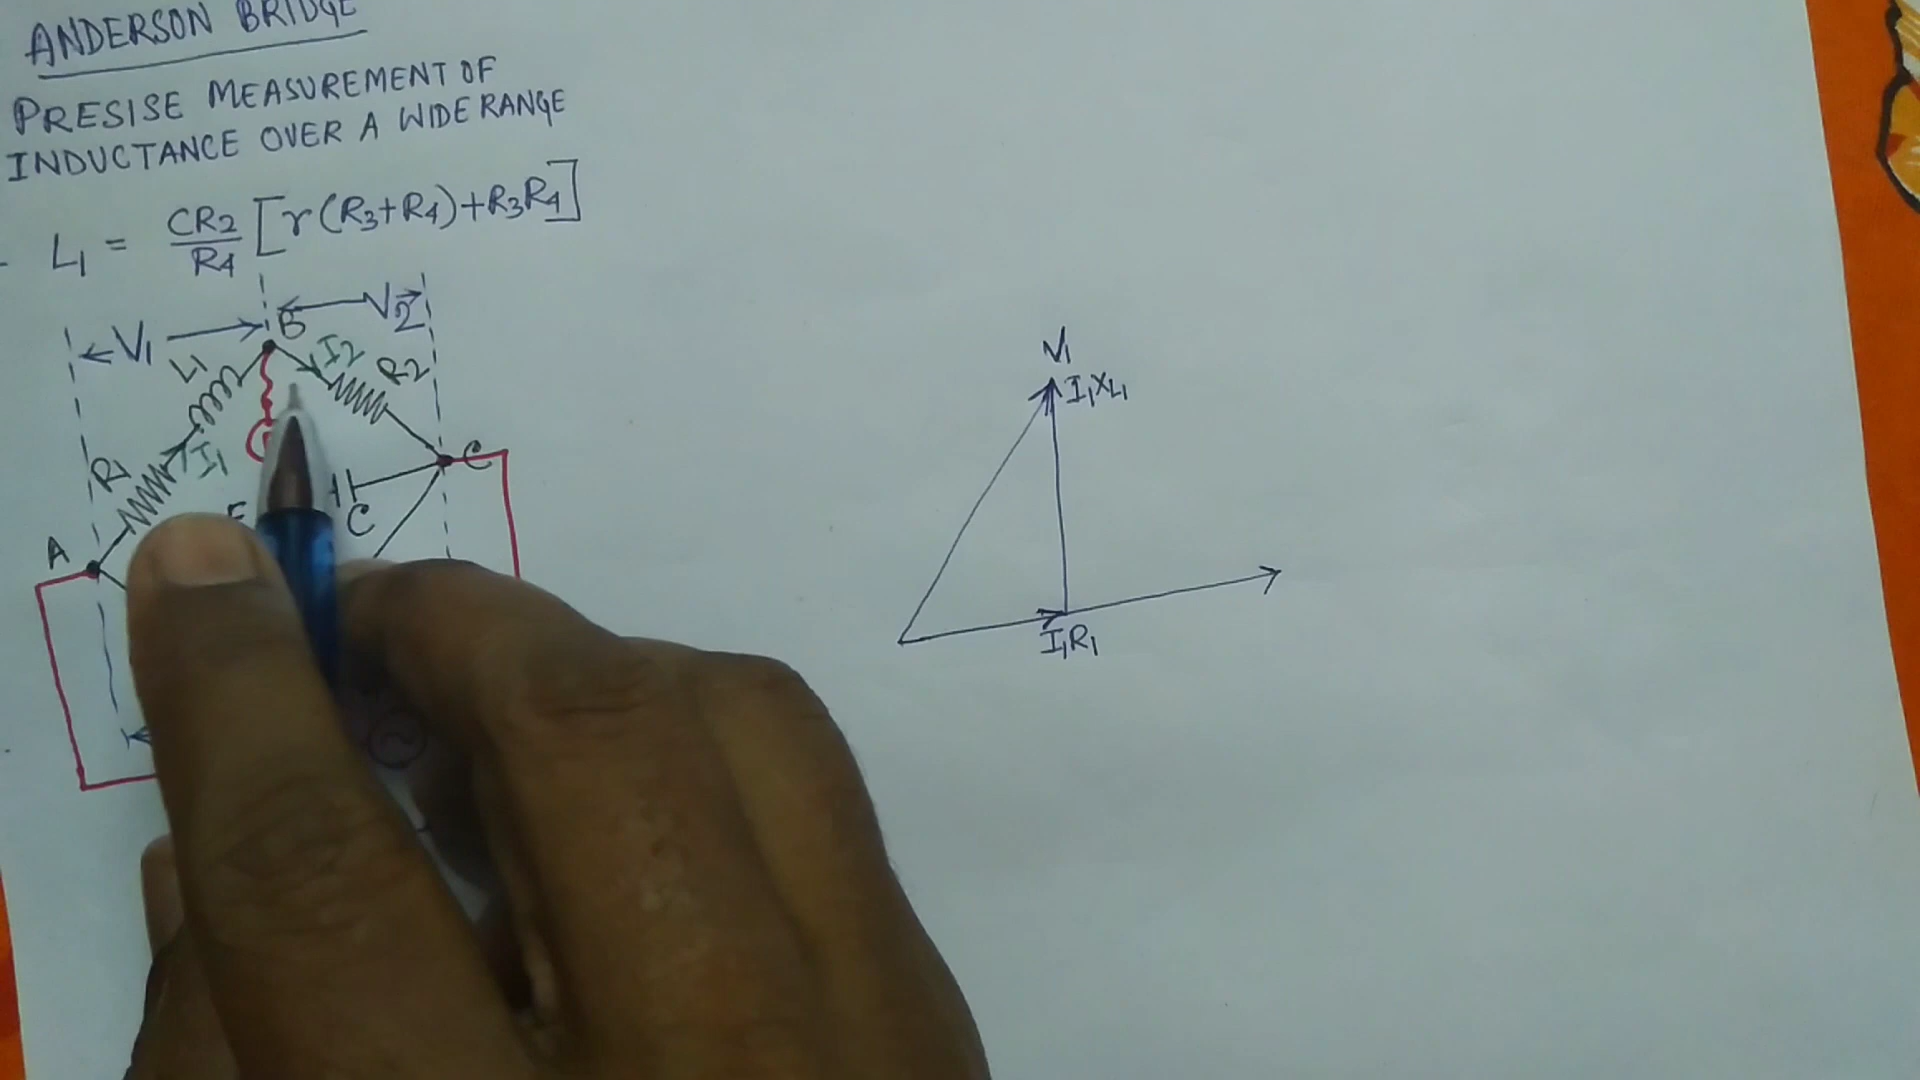 ANDERSON BRIDGE
PRESISE MEASUREMENT OF
INDUCTANCE OVER A WIDE RANGE
L1 = CR2/R4 [r(R3+R4)+R3R4]
V1
V2
B
L1
I2
R2
R1
I1
C
E
C
A
V1
I1XL1
I1R1